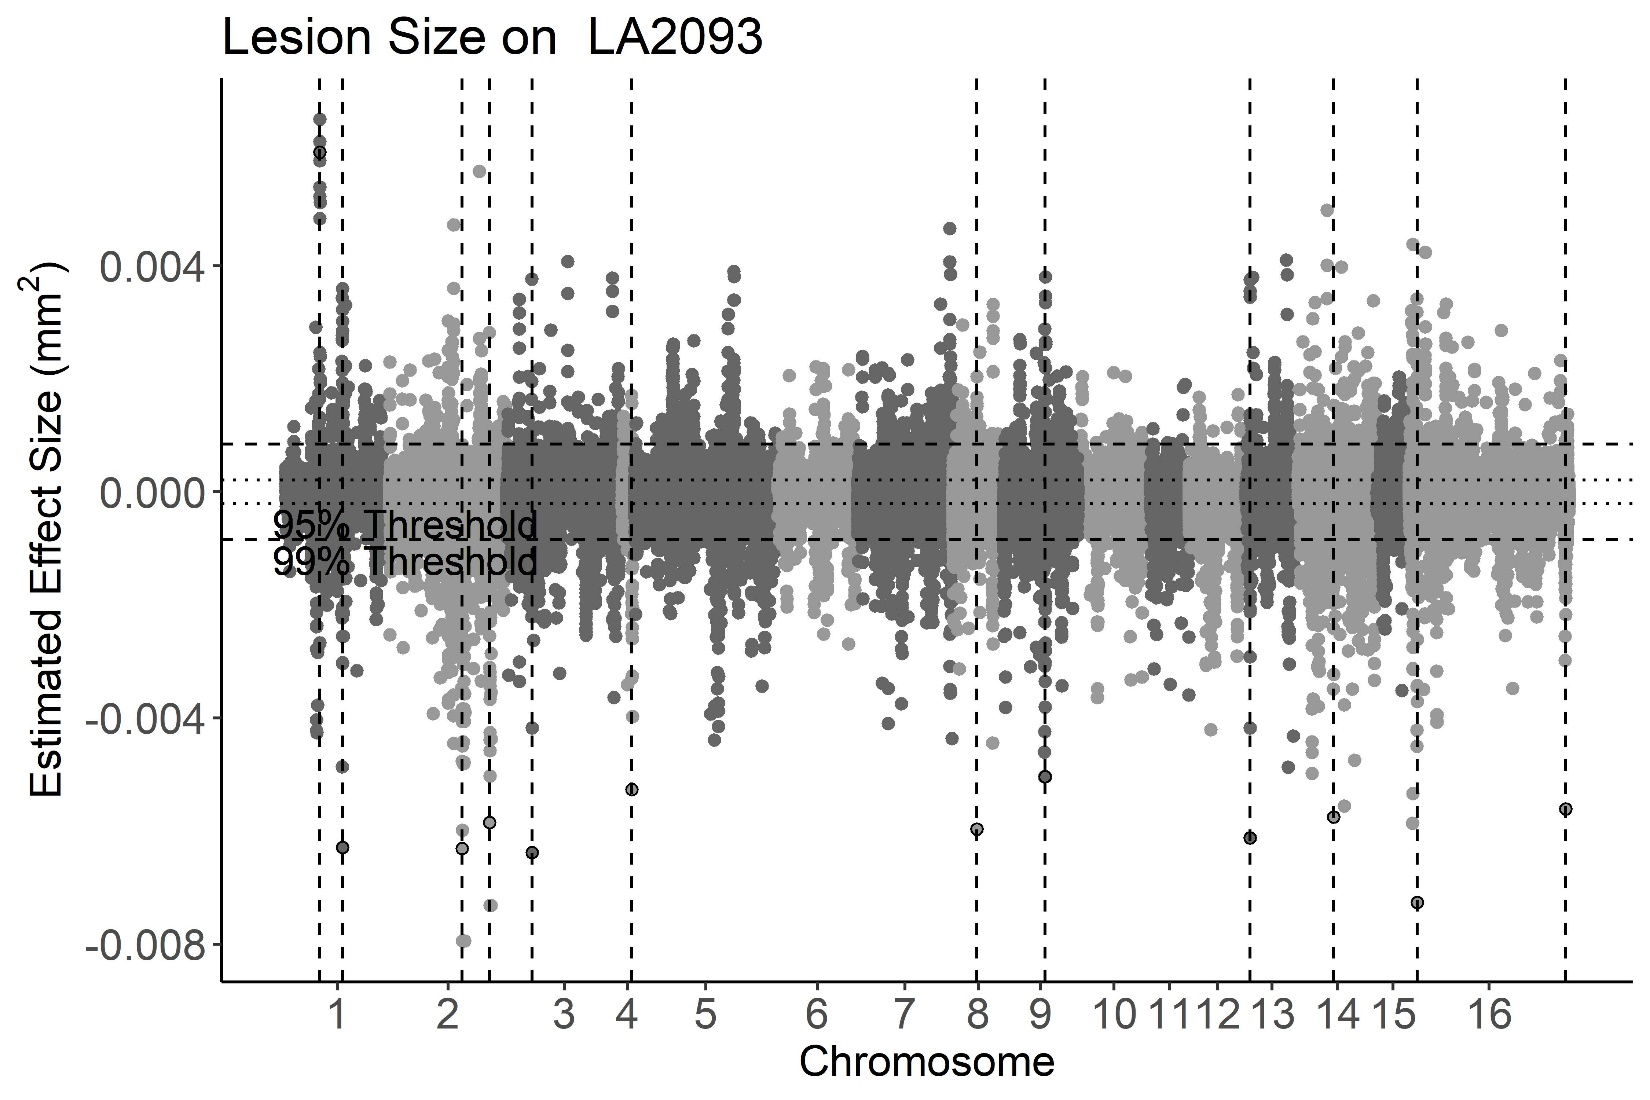 Lesion Size on  LA2093
Estimated Effect Size (mm²)
0.004
0.000
-0.004
-0.008
95% Threshold
99% Threshold
1 2 3 4 5 6 7 8 9 10 11 12 13 14 15 16
Chromosome